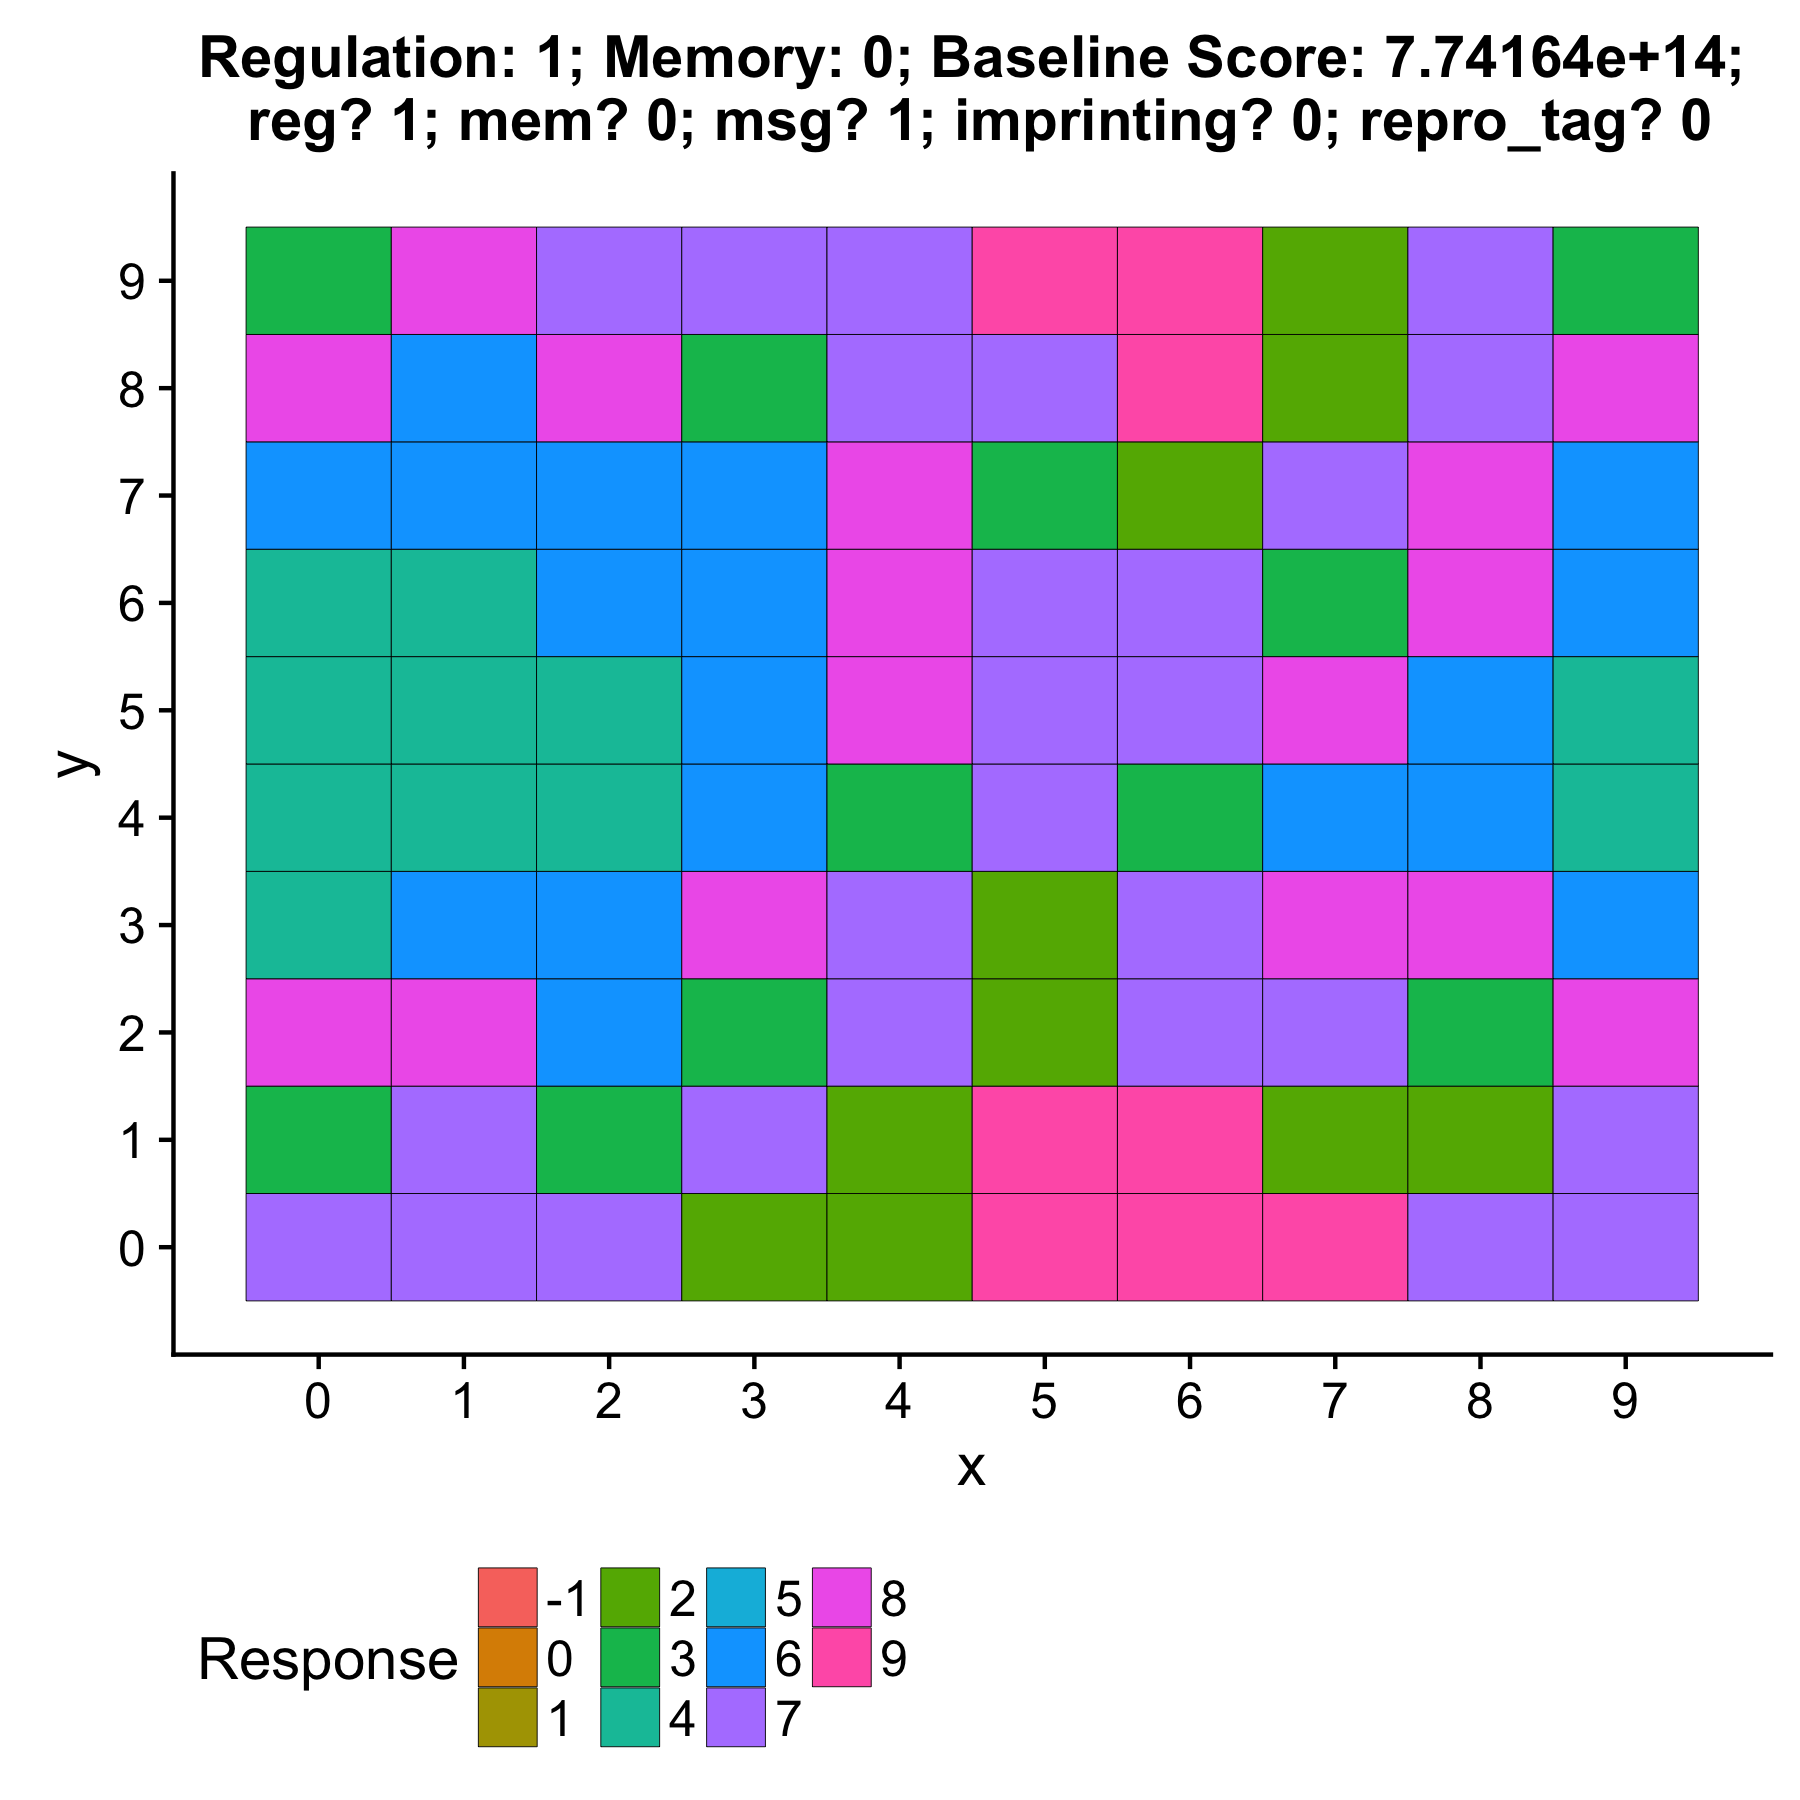 Regulation: 1; Memory: 0; Baseline Score: 7.74164e+14;
reg? 1; mem? 0; msg? 1; imprinting? 0; repro_tag? 0
9
8
7
6
5
4
3
2
1
0
y
0 1 2 3 4 5 6 7 8 9
x
Response
-1 2 5 8
0 3 6 9
1 4 7